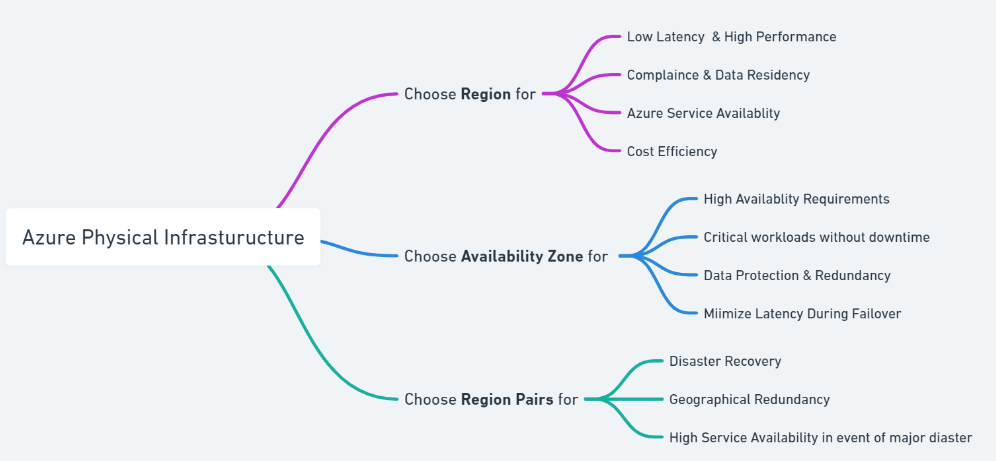 Azure Physical Infrasturucture
Choose Region for
Low Latency & High Performance
Complaince & Data Residency
Azure Service Availablity
Cost Efficiency
Choose Availability Zone for
High Availablity Requirements
Critical workloads without downtime
Data Protection & Redundancy
Miimize Latency During Failover
Choose Region Pairs for
Disaster Recovery
Geographical Redundancy
High Service Availability in event of major diaster